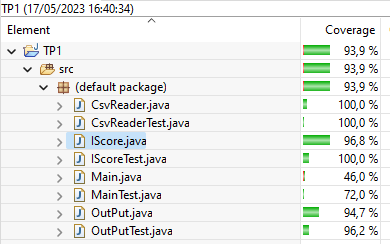 TP1 (17/05/2023 16:40:34)
Element Coverage
TP1 93,9 %
src 93,9 %
(default package) 93,9 %
CsvReader.java 100,0 %
CsvReaderTest.java 100,0 %
IScore.java 96,8 %
IScoreTest.java 100,0 %
Main.java 46,0 %
MainTest.java 72,0 %
OutPut.java 94,7 %
OutPutTest.java 96,2 %